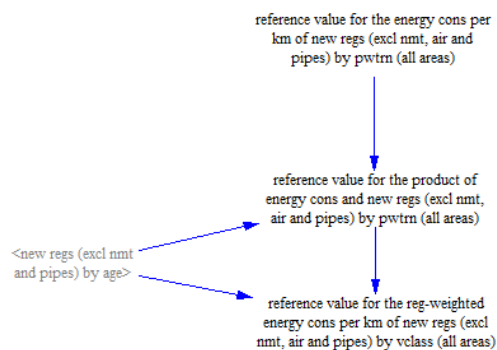 reference value for the energy cons per
km of new regs (excl nmt, air and
pipes) by pwtrn (all areas)
reference value for the product of
energy cons and new regs (excl nmt,
air and pipes) by pwtrn (all areas)
<new regs (excl nmt
and pipes) by age>
reference value for the reg-weighted
energy cons per km of new regs (excl
nmt, air and pipes) by vclass (all areas)